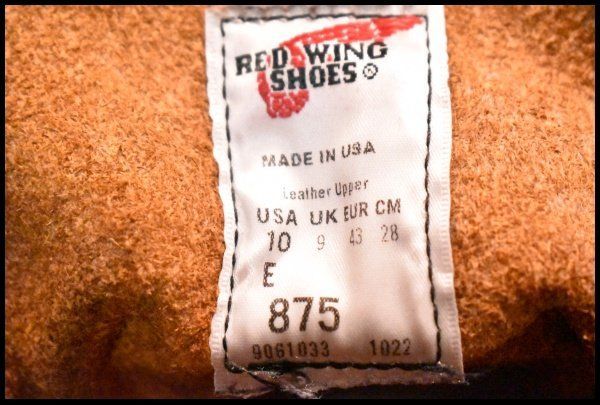 RED WING
SHOES®
MADE IN USA
Leather Upper
USA UK EUR CM
10 9 43 28
E
875
9061033 1022